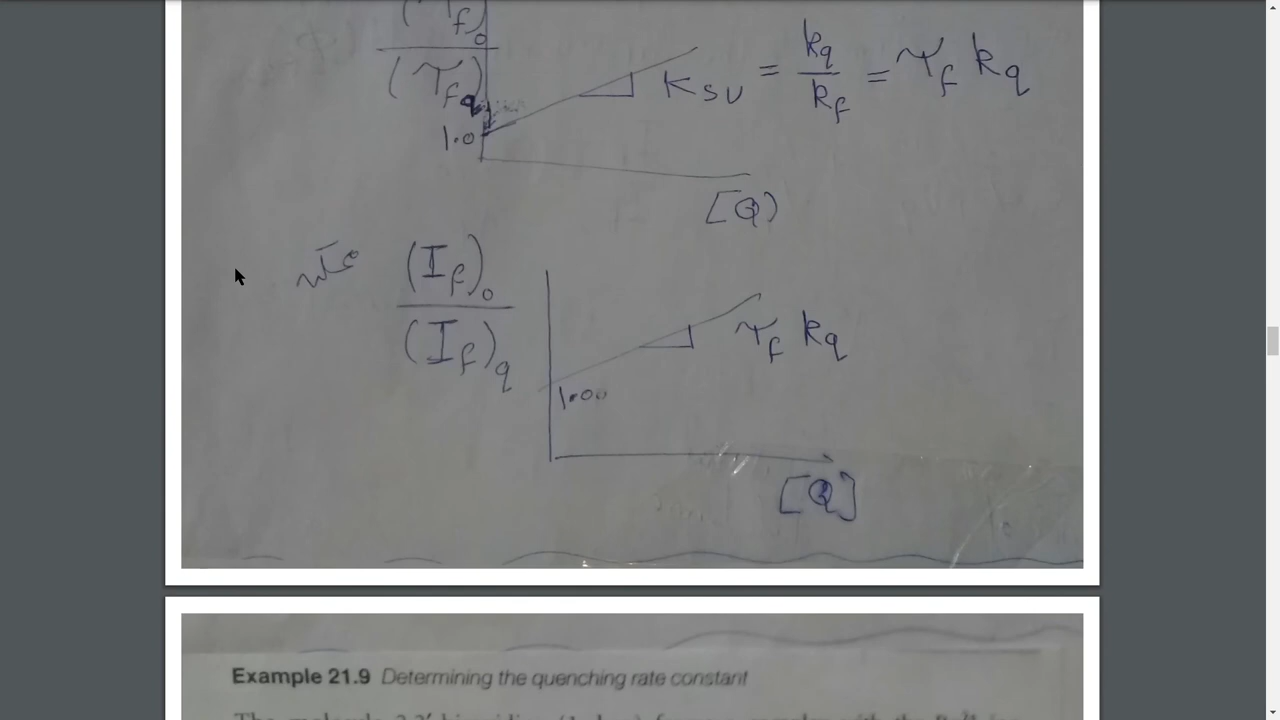 (τf)₀
(τf)q
1.0
K SV = kq/kf = τf kq
[Q)
(If)₀
(If)q
τf kq
1.00
[Q]
Example 21.9 Determining the quenching rate constant